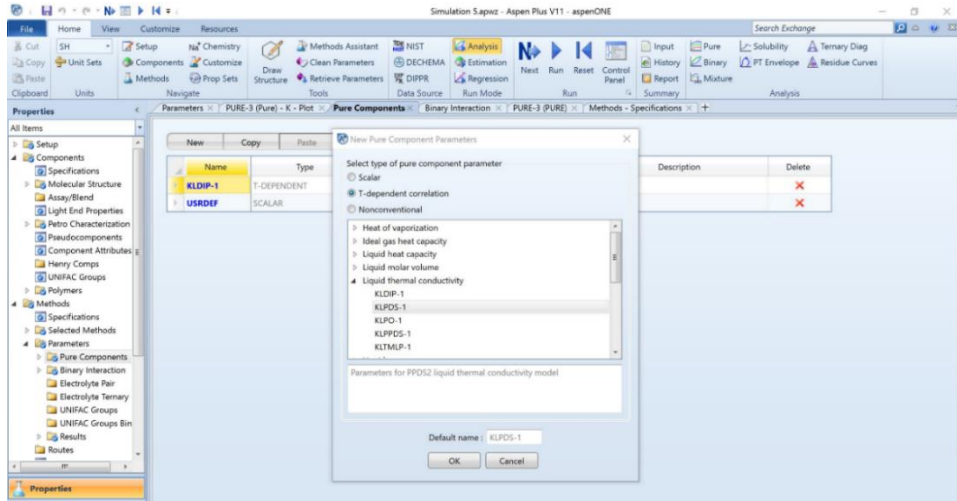 Simulation 5.apwz - Aspen Plus V11 - aspenONE
File Home View Customize Resources Search Exchange
Cut SH Setup Na⁺ Chemistry Methods Assistant NIST Analysis Input Pure Solubility Ternary Diag
Copy Unit Sets Components Customize Clean Parameters DECHEMA Estimation History Binary PT Envelope Residue Curves
Paste Methods Prop Sets Draw Structure Retrieve Parameters DIPPR Regression Next Run Reset Control Panel Report Mixture
Clipboard Units Navigate Tools Data Source Run Mode Run Summary Analysis
Properties
Parameters PURE-3 (Pure) - K - Plot Pure Components Binary Interaction PURE-3 (PURE) Methods - Specifications +
All Items
Setup
Components
Specifications
Molecular Structure
Assay/Blend
Light End Properties
Petro Characterization
Pseudocomponents
Component Attributes
Henry Comps
UNIFAC Groups
Polymers
Methods
Specifications
Selected Methods
Parameters
Pure Components
Binary Interaction
Electrolyte Pair
Electrolyte Ternary
UNIFAC Groups
UNIFAC Groups Bin
Results
Routes
Properties
New Copy Paste
Name Type Description Delete
KLDIP-1 T-DEPENDENT
USRDEF SCALAR
New Pure Component Parameters
Select type of pure component parameter
Scalar
T-dependent correlation
Nonconventional
Heat of vaporization
Ideal gas heat capacity
Liquid heat capacity
Liquid molar volume
Liquid thermal conductivity
KLDIP-1
KLPDS-1
KLPO-1
KLPPDS-1
KLTMLP-1
Parameters for PPDS2 liquid thermal conductivity model
Default name : KLPDS-1
OK Cancel